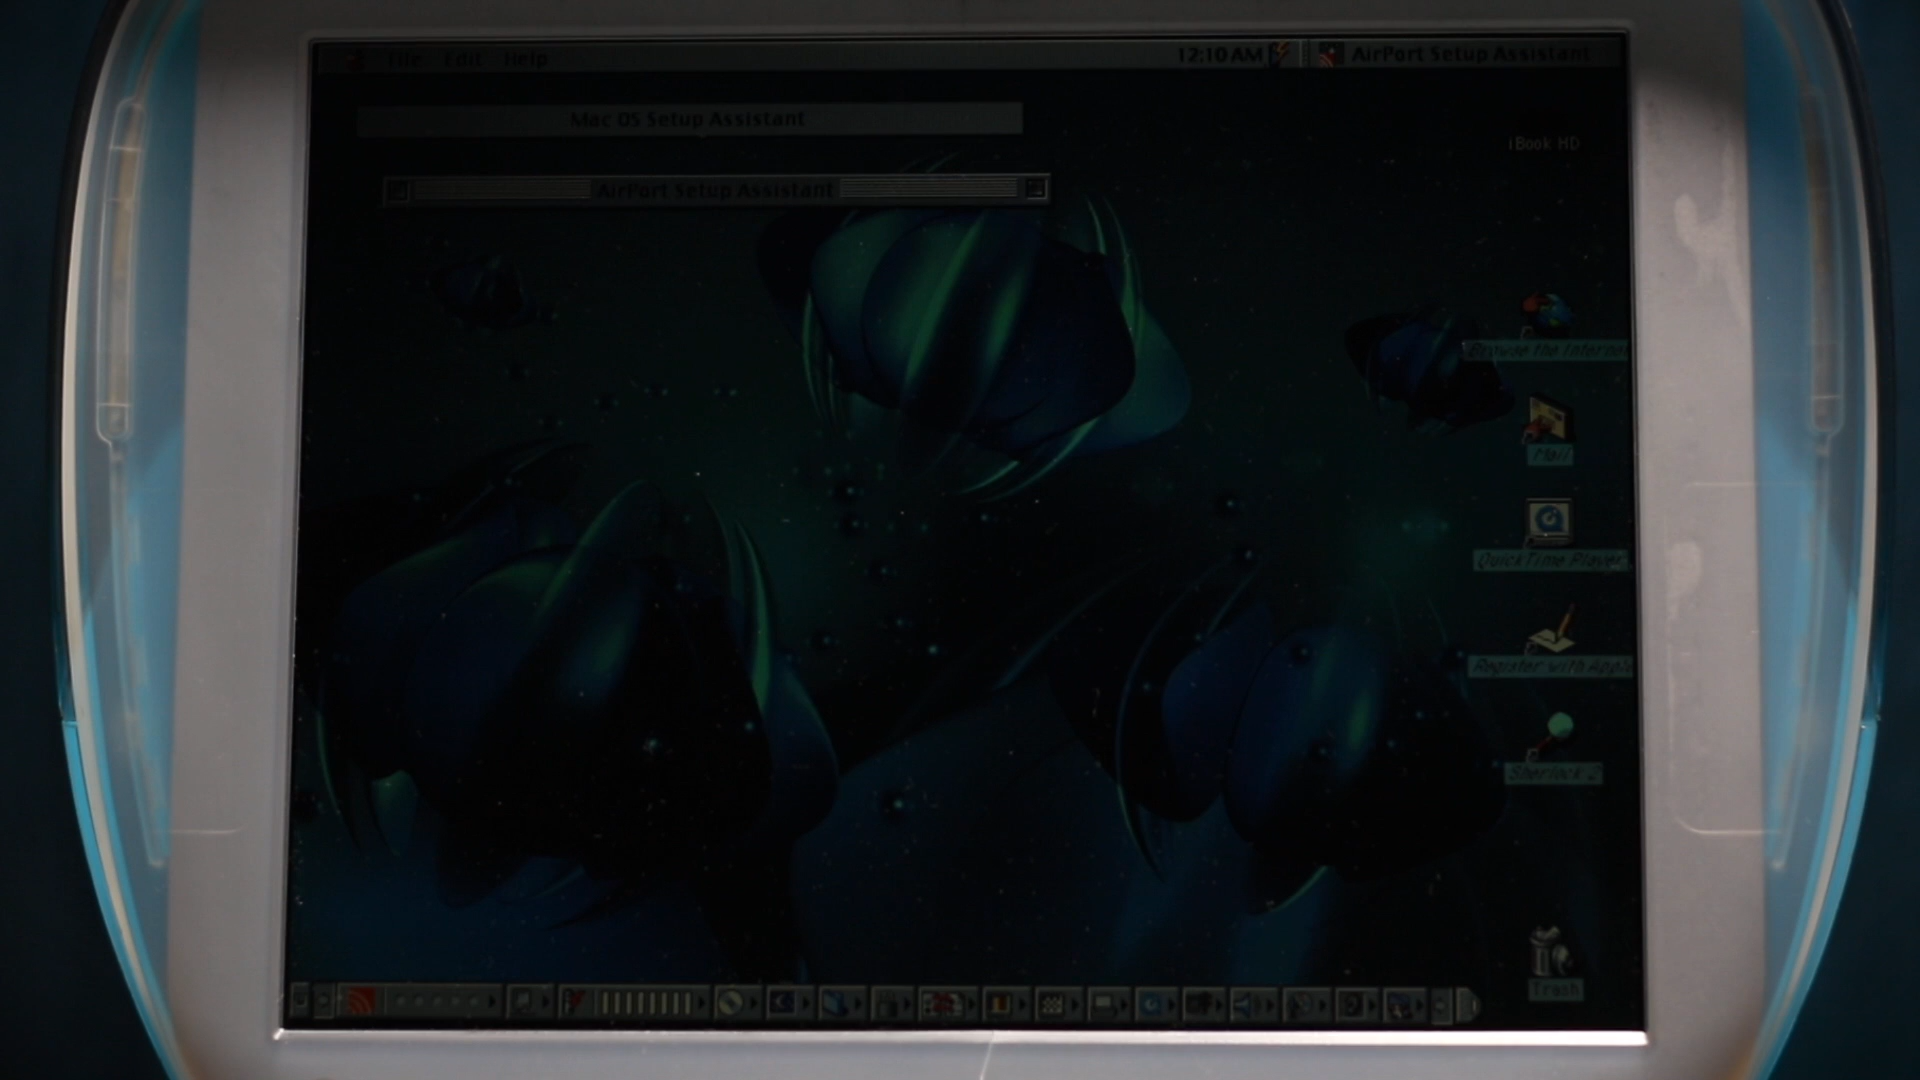 File Edit Help 12:10 AM AirPort Setup Assistant
Mac OS Setup Assistant
iBook HD
AirPort Setup Assistant
Browse the Internet
Mail
QuickTime Player
Register with Apple
Sherlock 2
Trash